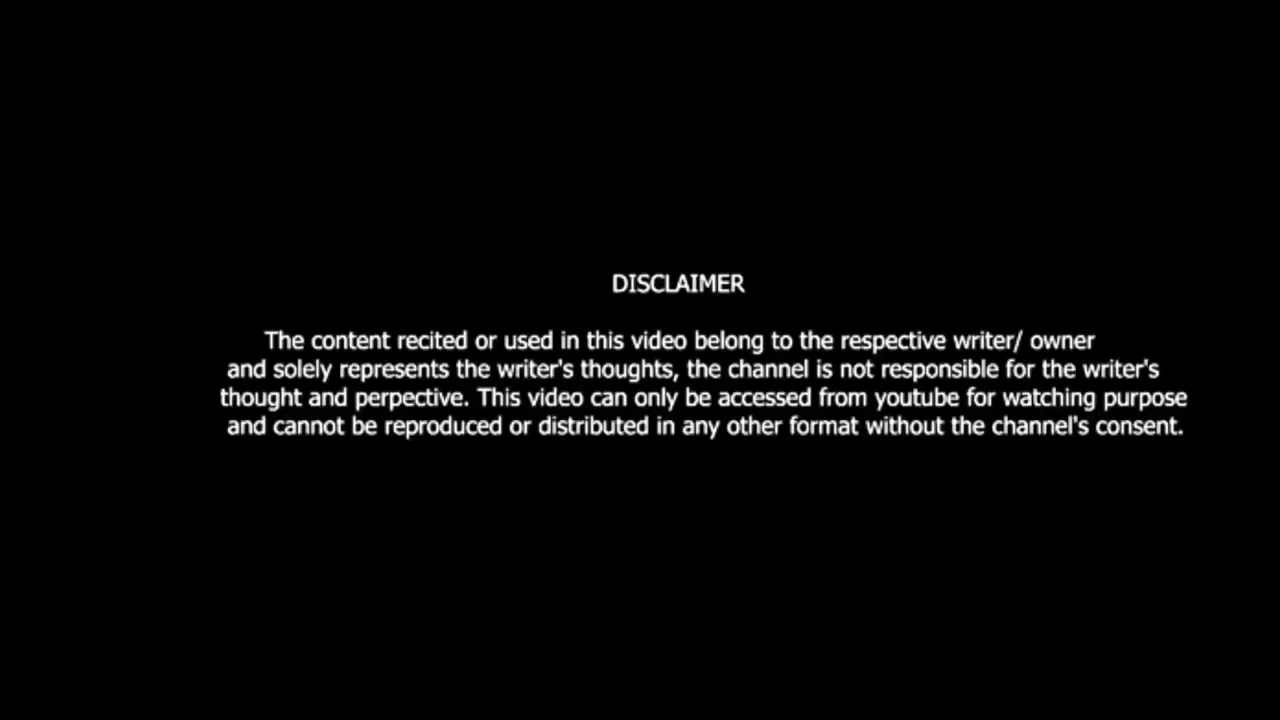 DISCLAIMER
The content recited or used in this video belong to the respective writer/ owner
and solely represents the writer's thoughts, the channel is not responsible for the writer's
thought and perpective. This video can only be accessed from youtube for watching purpose
and cannot be reproduced or distributed in any other format without the channel's consent.